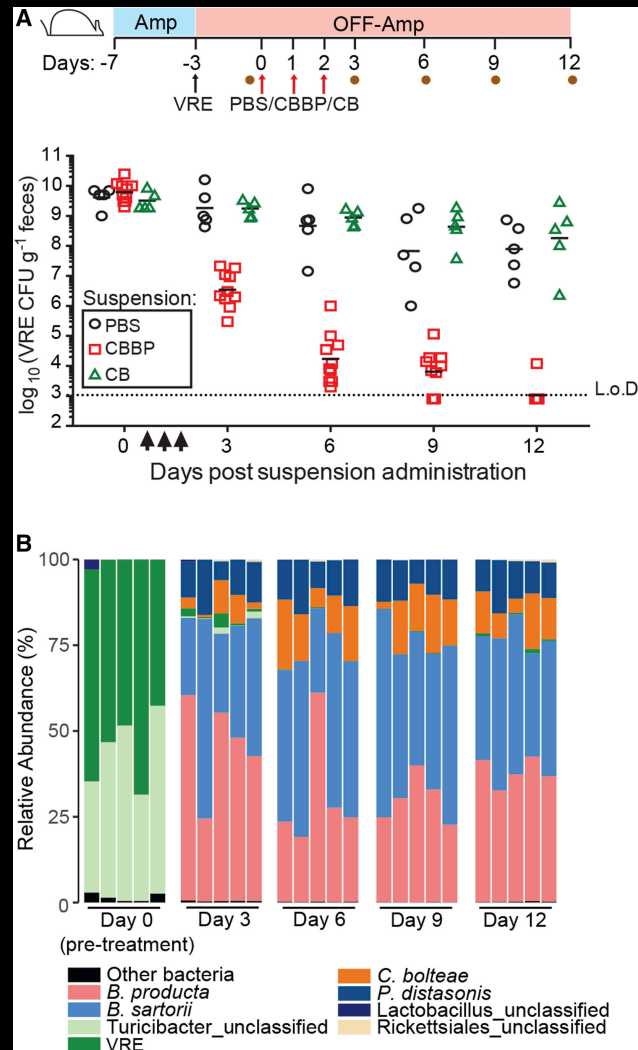 A
Amp OFF-Amp
Days: -7 -3 0 1 2 3 6 9 12
VRE PBS/CBBP/CB
log10(VRE CFU g-1 feces)
11
10
9
8
7
6
5
4
3
2
Suspension:
PBS
CBBP
CB
L.o.D
0 3 6 9 12
Days post suspension administration
B
Relative Abundance (%)
100
75
50
25
0
Day 0 Day 3 Day 6 Day 9 Day 12
(pre-treatment)
Other bacteria
B. producta
B. sartorii
Turicibacter_unclassified
VRE
C. bolteae
P. distasonis
Lactobacillus_unclassified
Rickettsiales_unclassified